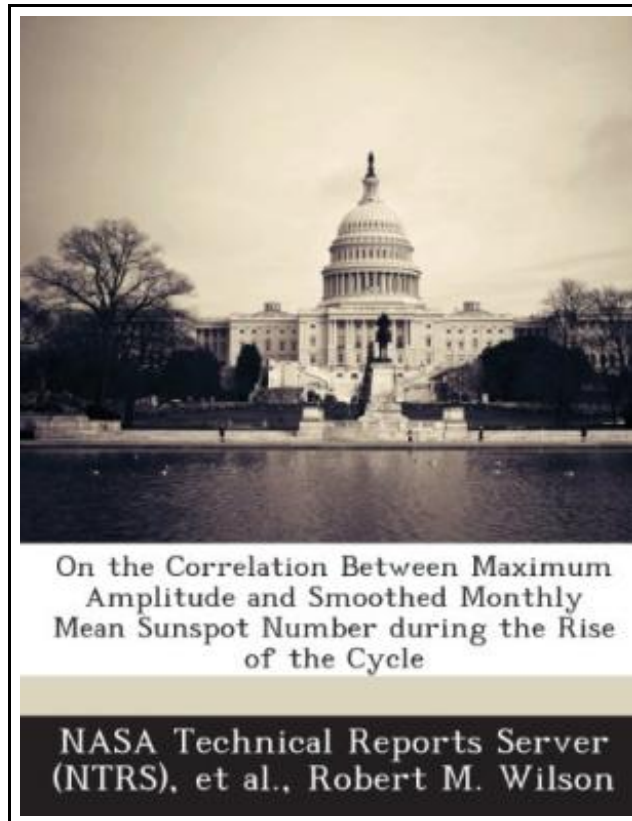 On the Correlation Between Maximum
Amplitude and Smoothed Monthly
Mean Sunspot Number during the Rise
of the Cycle
NASA Technical Reports Server
(NTRS), et al., Robert M. Wilson